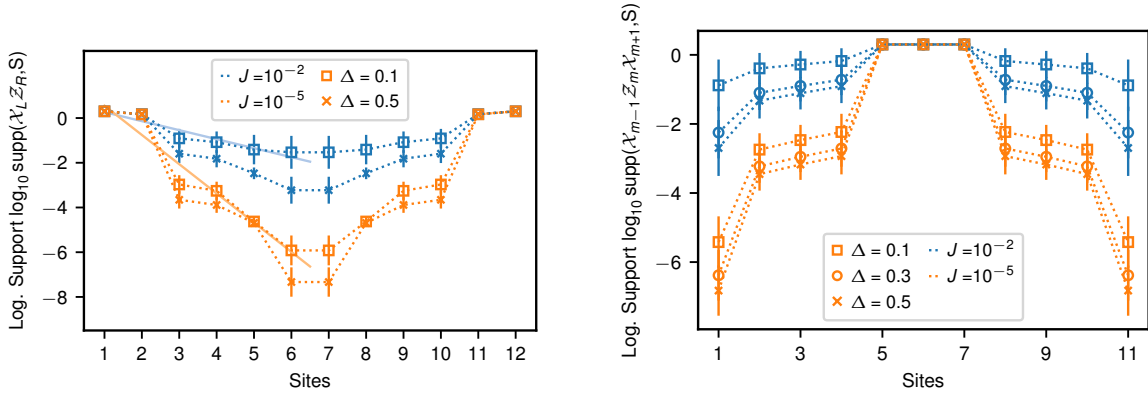 Log. Support log₁₀ supp(𝒳_L 𝒵_R,S)
0
−2
−4
−6
−8
J =10⁻²
J =10⁻⁵
Δ = 0.1
Δ = 0.5
1 2 3 4 5 6 7 8 9 10 11 12
Sites
Log. Support log₁₀ supp(𝒳_{m−1} 𝒵_m 𝒳_{m+1},S)
0
−2
−4
−6
Δ = 0.1
Δ = 0.3
Δ = 0.5
J =10⁻²
J =10⁻⁵
1 3 5 7 9 11
Sites